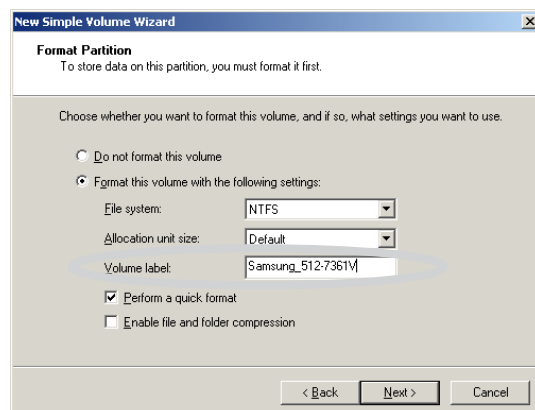 New Simple Volume Wizard
Format Partition
To store data on this partition, you must format it first.
Choose whether you want to format this volume, and if so, what settings you want to use.
Do not format this volume
Format this volume with the following settings:
File system: NTFS
Allocation unit size: Default
Volume label: Samsung_512-7361V
Perform a quick format
Enable file and folder compression
< Back Next > Cancel